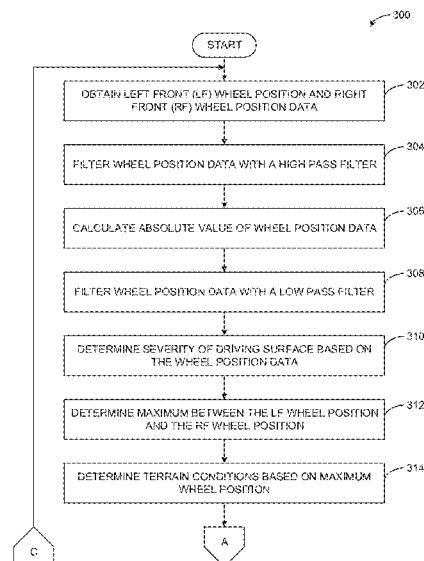 300
START
OBTAIN LEFT FRONT (LF) WHEEL POSITION AND RIGHT
FRONT (RF) WHEEL POSITION DATA
302
FILTER WHEEL POSITION DATA WITH A HIGH PASS FILTER
304
CALCULATE ABSOLUTE VALUE OF WHEEL POSITION DATA
306
FILTER WHEEL POSITION DATA WITH A LOW PASS FILTER
308
DETERMINE SEVERITY OF DRIVING SURFACE BASED ON
THE WHEEL POSITION DATA
310
DETERMINE MAXIMUM BETWEEN THE LF WHEEL POSITION
AND THE RF WHEEL POSITION
312
DETERMINE TERRAIN CONDITIONS BASED ON MAXIMUM
WHEEL POSITION
314
C
A